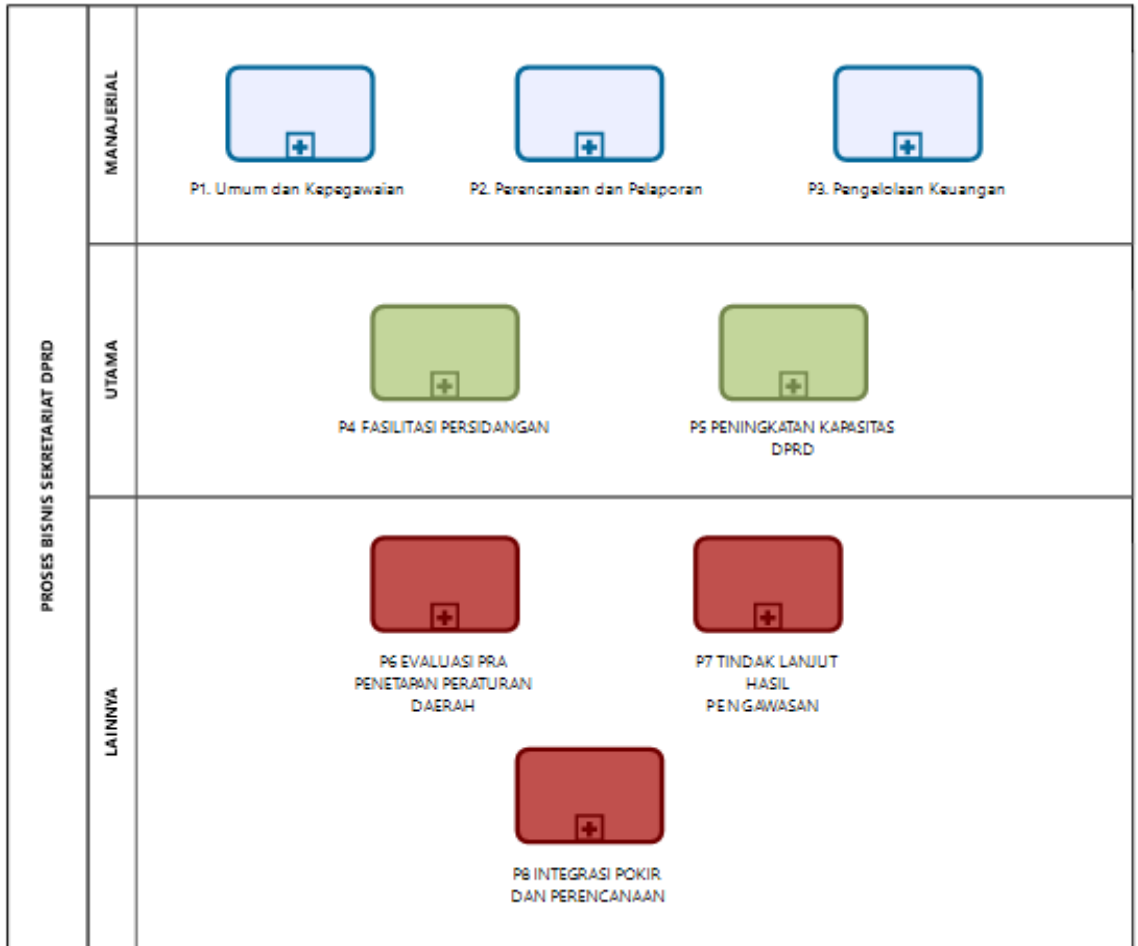 PROSES BISNIS SEKRETARIAT DPRD
MANAJERIAL
P1. Umum dan Kepegawaian
P2. Perencanaan dan Pelaporan
P3. Pengelolaan Keuangan
UTAMA
P4 FASILITASI PERSIDANGAN
P5 PENINGKATAN KAPASITAS
DPRD
LAINNYA
P6 EVALUASI PRA
PENETAPAN PERATURAN
DAERAH
P7 TINDAK LANJUT
HASIL
PENGAWASAN
P8 INTEGRASI POKIR
DAN PERENCANAAN